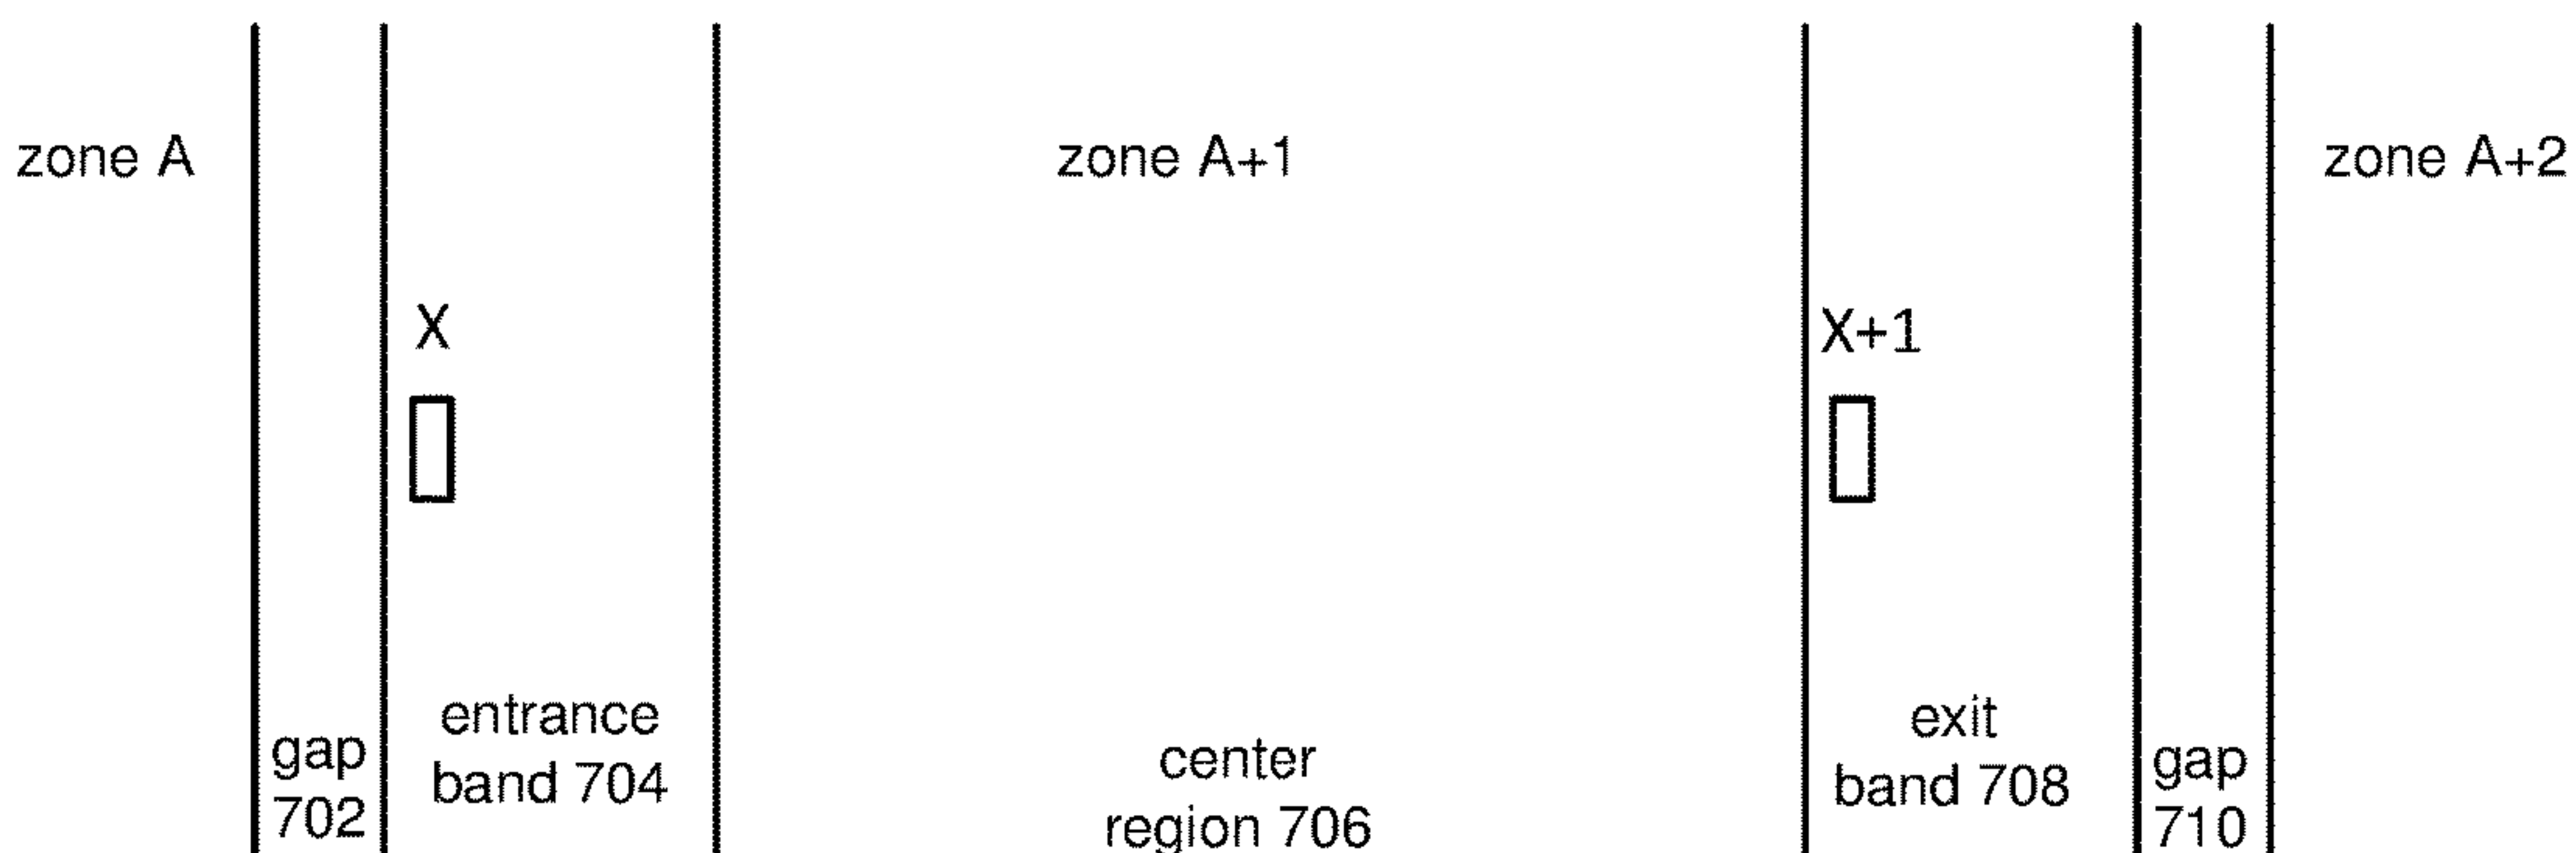 zone A
zone A+1
zone A+2
X
X+1
entrance
band 704
exit
band 708
gap
702
center
region 706
gap
710